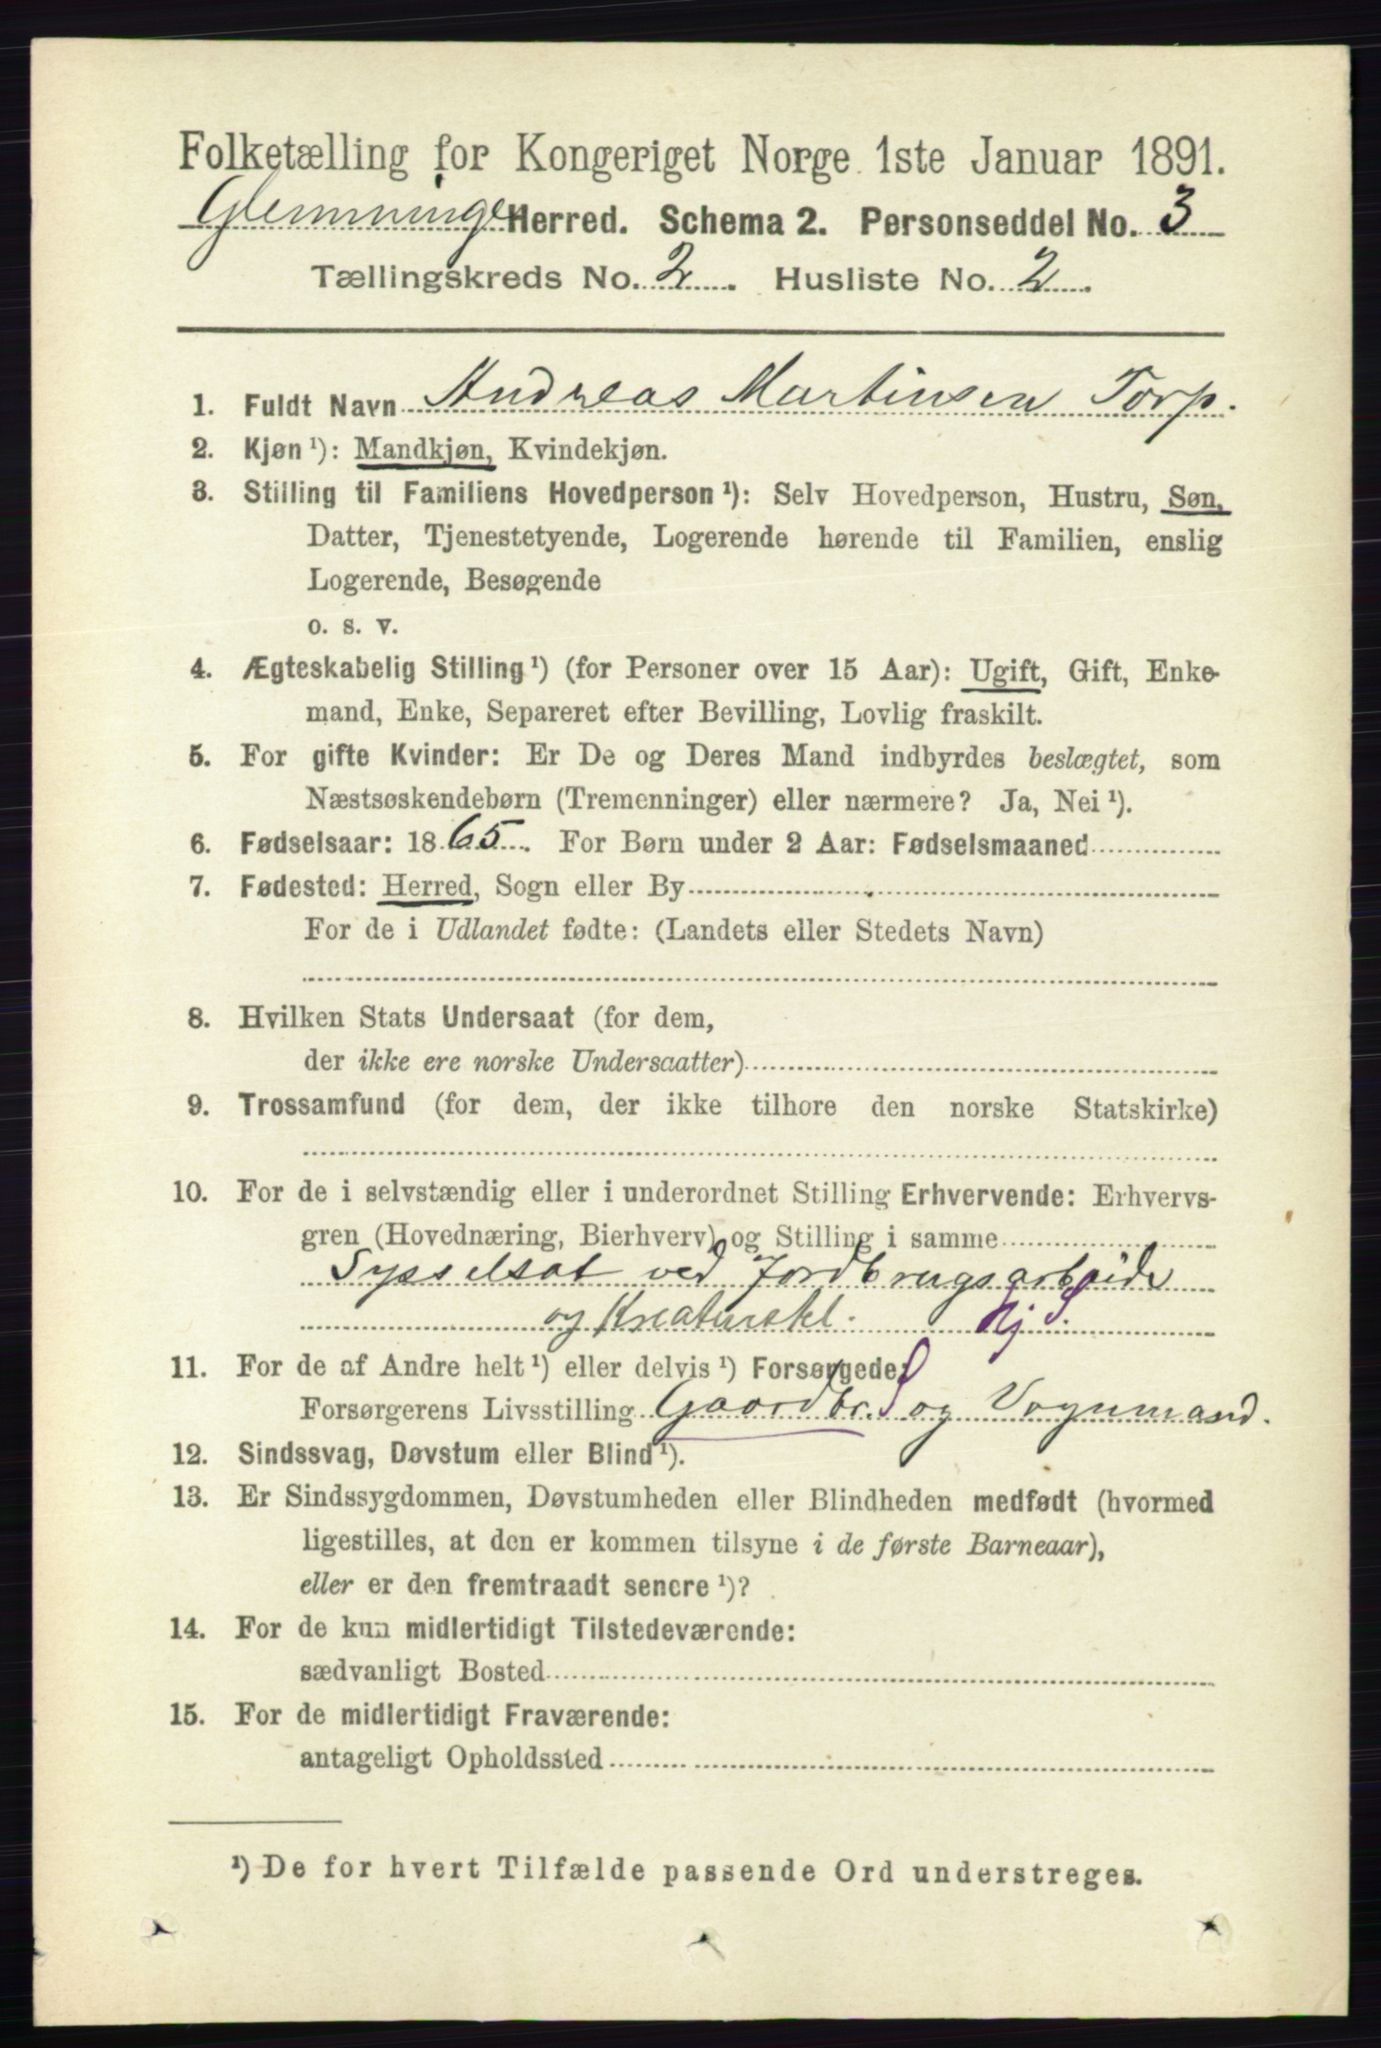 Folketælling for Kongeriget Norge 1ste Januar 1891.
Glemminge Herred. Schema 2. Personseddel No. 3
Tællingskreds No. 2. Husliste No. 2.
1. Fuldt Navn Andreas Martinsen Torp.
2. Kjøn ¹): Mandkjøn, Kvindekjøn.
3. Stilling til Familiens Hovedperson ¹): Selv Hovedperson, Hustru, Søn,
Datter, Tjenestetyende, Logerende hørende til Familien, enslig
Logerende, Besøgende
o. s. v.
4. Ægteskabelig Stilling ¹) (for Personer over 15 Aar): Ugift, Gift, Enke-
mand, Enke, Separeret efter Bevilling, Lovlig fraskilt.
5. For gifte Kvinder: Er De og Deres Mand indbyrdes beslægtet, som
Næstsøskendebørn (Tremenninger) eller nærmere? Ja, Nei ¹).
6. Fødselsaar: 1865. For Børn under 2 Aar: Fødselsmaaned
7. Fødested: Herred, Sogn eller By
For de i Udlandet fødte: (Landets eller Stedets Navn)
8. Hvilken Stats Undersaat (for dem,
der ikke ere norske Undersaatter)
9. Trossamfund (for dem, der ikke tilhøre den norske Statskirke)
10. For de i selvstændig eller i underordnet Stilling Erhvervende: Erhvervs-
gren (Hovednæring, Bierhverv) og Stilling i samme
Sysselsat ved Jordbrugsarbeide
og Kreaturstel. hj S.
11. For de af Andre helt ¹) eller delvis ¹) Forsørgede:
Forsørgerens Livsstilling Gaardbr. S og Vognmand.
12. Sindssvag, Døvstum eller Blind ¹).
13. Er Sindssygdommen, Døvstumheden eller Blindheden medfødt (hvormed
ligestilles, at den er kommen tilsyne i de første Barneaar),
eller er den fremtraadt senere ¹)?
14. For de kun midlertidigt Tilstedeværende:
sædvanligt Bosted
15. For de midlertidigt Fraværende:
antageligt Opholdssted
¹) De for hvert Tilfælde passende Ord understreges.